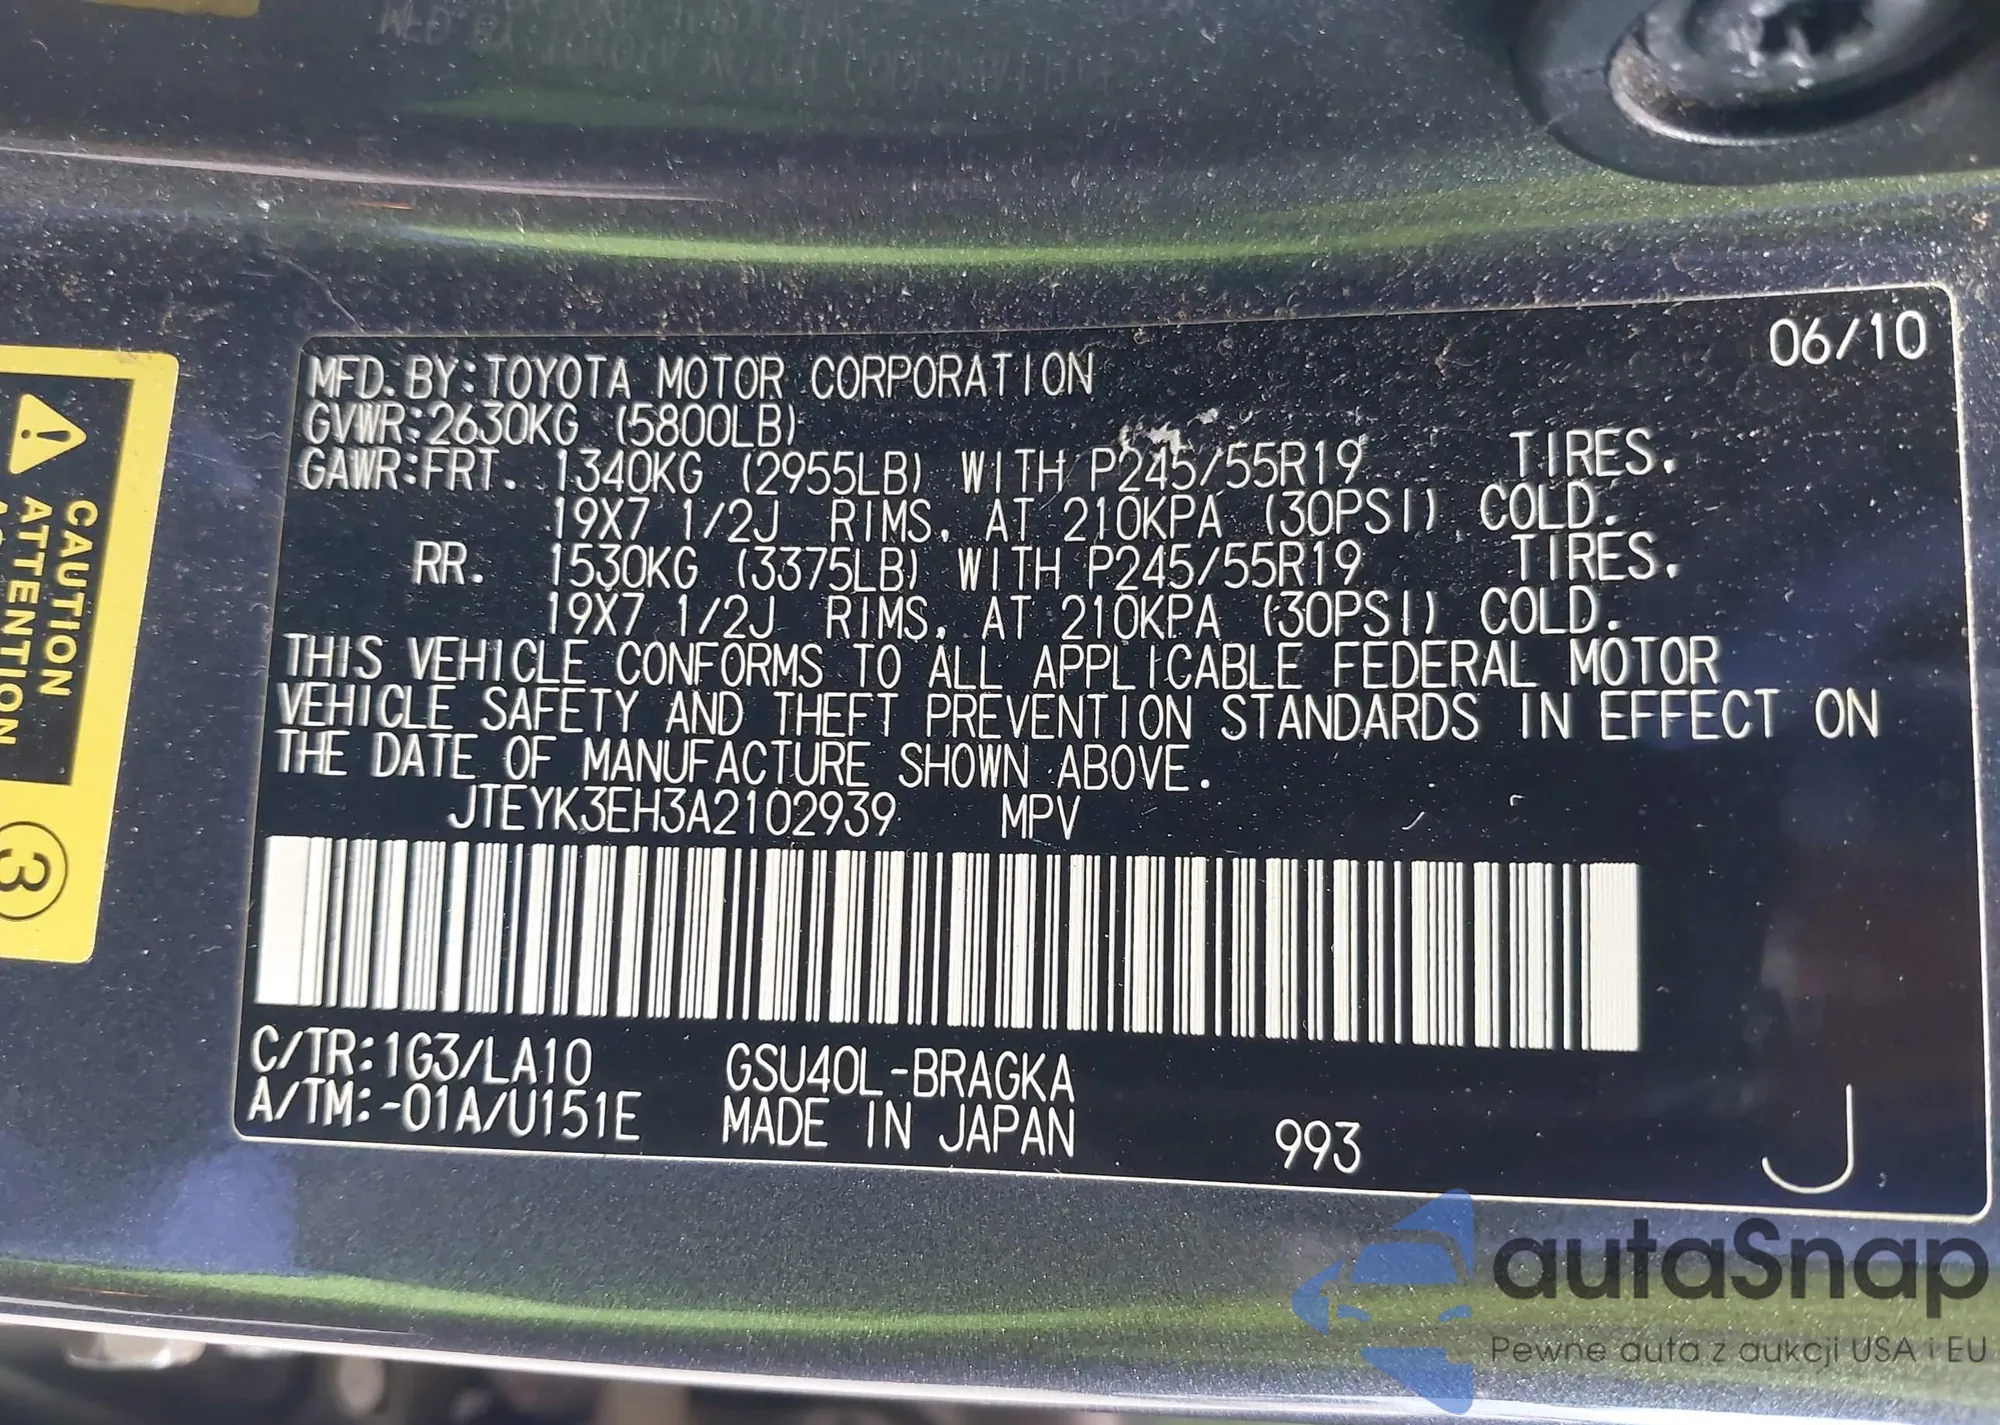 06/10
MFD. BY: TOYOTA MOTOR CORPORATION
GVWR: 2630KG (5800LB)
GAWR: FRT. 1340KG (2955LB) WITH P245/55R19 TIRES.
19X7 1/2J RIMS, AT 210KPA (30PSI) COLD.
RR. 1530KG (3375LB) WITH P245/55R19 TIRES.
19X7 1/2J RIMS, AT 210KPA (30PSI) COLD.
THIS VEHICLE CONFORMS TO ALL APPLICABLE FEDERAL MOTOR
VEHICLE SAFETY AND THEFT PREVENTION STANDARDS IN EFFECT ON
THE DATE OF MANUFACTURE SHOWN ABOVE.
JTEYK3EH3A2102939 MPV
C/TR: 1G3/LA10 GSU40L-BRAGKA
A/TM: -01A/U151E MADE IN JAPAN 993 J
CAUTION
ATTENTION
3
autaSnap
Pewne auta z aukcji USA i EU